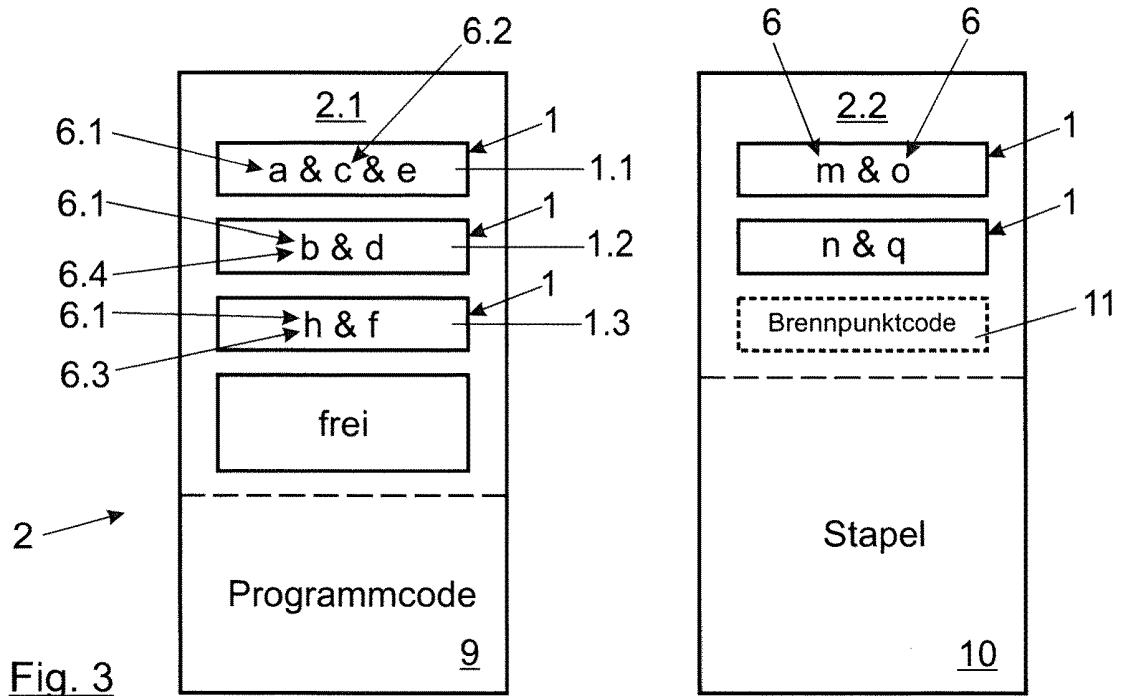 6.2
6 6
2.1 2.2
6.1 1 1
a & c & e 1.1 m & o
6.1 1 1
b & d 1.2 n & q
6.4
6.1 1 11
h & f 1.3 Brennpunktcode
6.3
frei
2 Stapel
Programmcode
9 10
Fig. 3